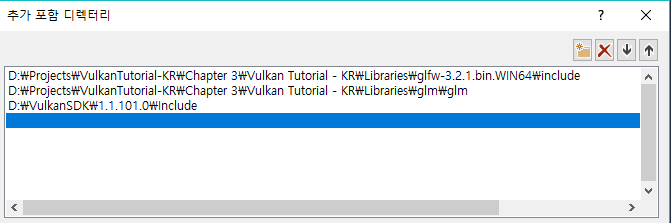 추가 포함 디렉터리
D:₩Projects₩VulkanTutorial-KR₩Chapter 3₩Vulkan Tutorial - KR₩Libraries₩glfw-3.2.1.bin.WIN64₩include
D:₩Projects₩VulkanTutorial-KR₩Chapter 3₩Vulkan Tutorial - KR₩Libraries₩glm₩glm
D:₩VulkanSDK₩1.1.101.0₩Include